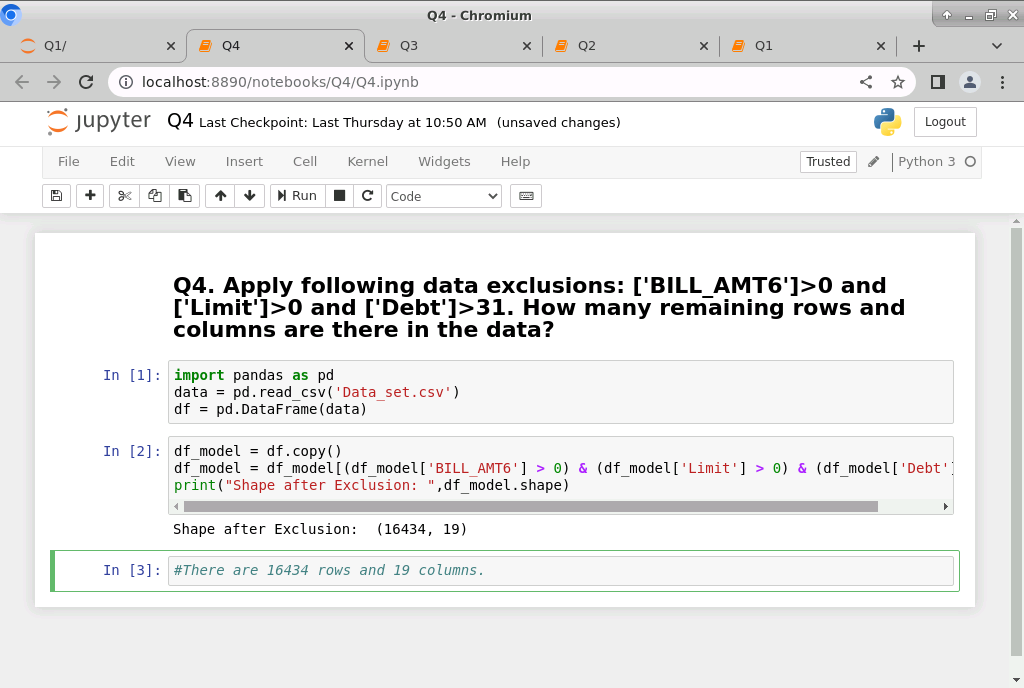 Q4 - Chromium
Q1/
Q4
Q3
Q2
Q1
localhost:8890/notebooks/Q4/Q4.ipynb
jupyter Q4 Last Checkpoint: Last Thursday at 10:50 AM (unsaved changes)
Logout
File Edit View Insert Cell Kernel Widgets Help
Trusted
Python 3
Run
Code
Q4. Apply following data exclusions: ['BILL_AMT6']>0 and
['Limit']>0 and ['Debt']>31. How many remaining rows and
columns are there in the data?
In [1]: import pandas as pd
data = pd.read_csv('Data_set.csv')
df = pd.DataFrame(data)
In [2]: df_model = df.copy()
df_model = df_model[(df_model['BILL_AMT6'] > 0) & (df_model['Limit'] > 0) & (df_model['Debt']
print("Shape after Exclusion: ",df_model.shape)
Shape after Exclusion:  (16434, 19)
In [3]: #There are 16434 rows and 19 columns.